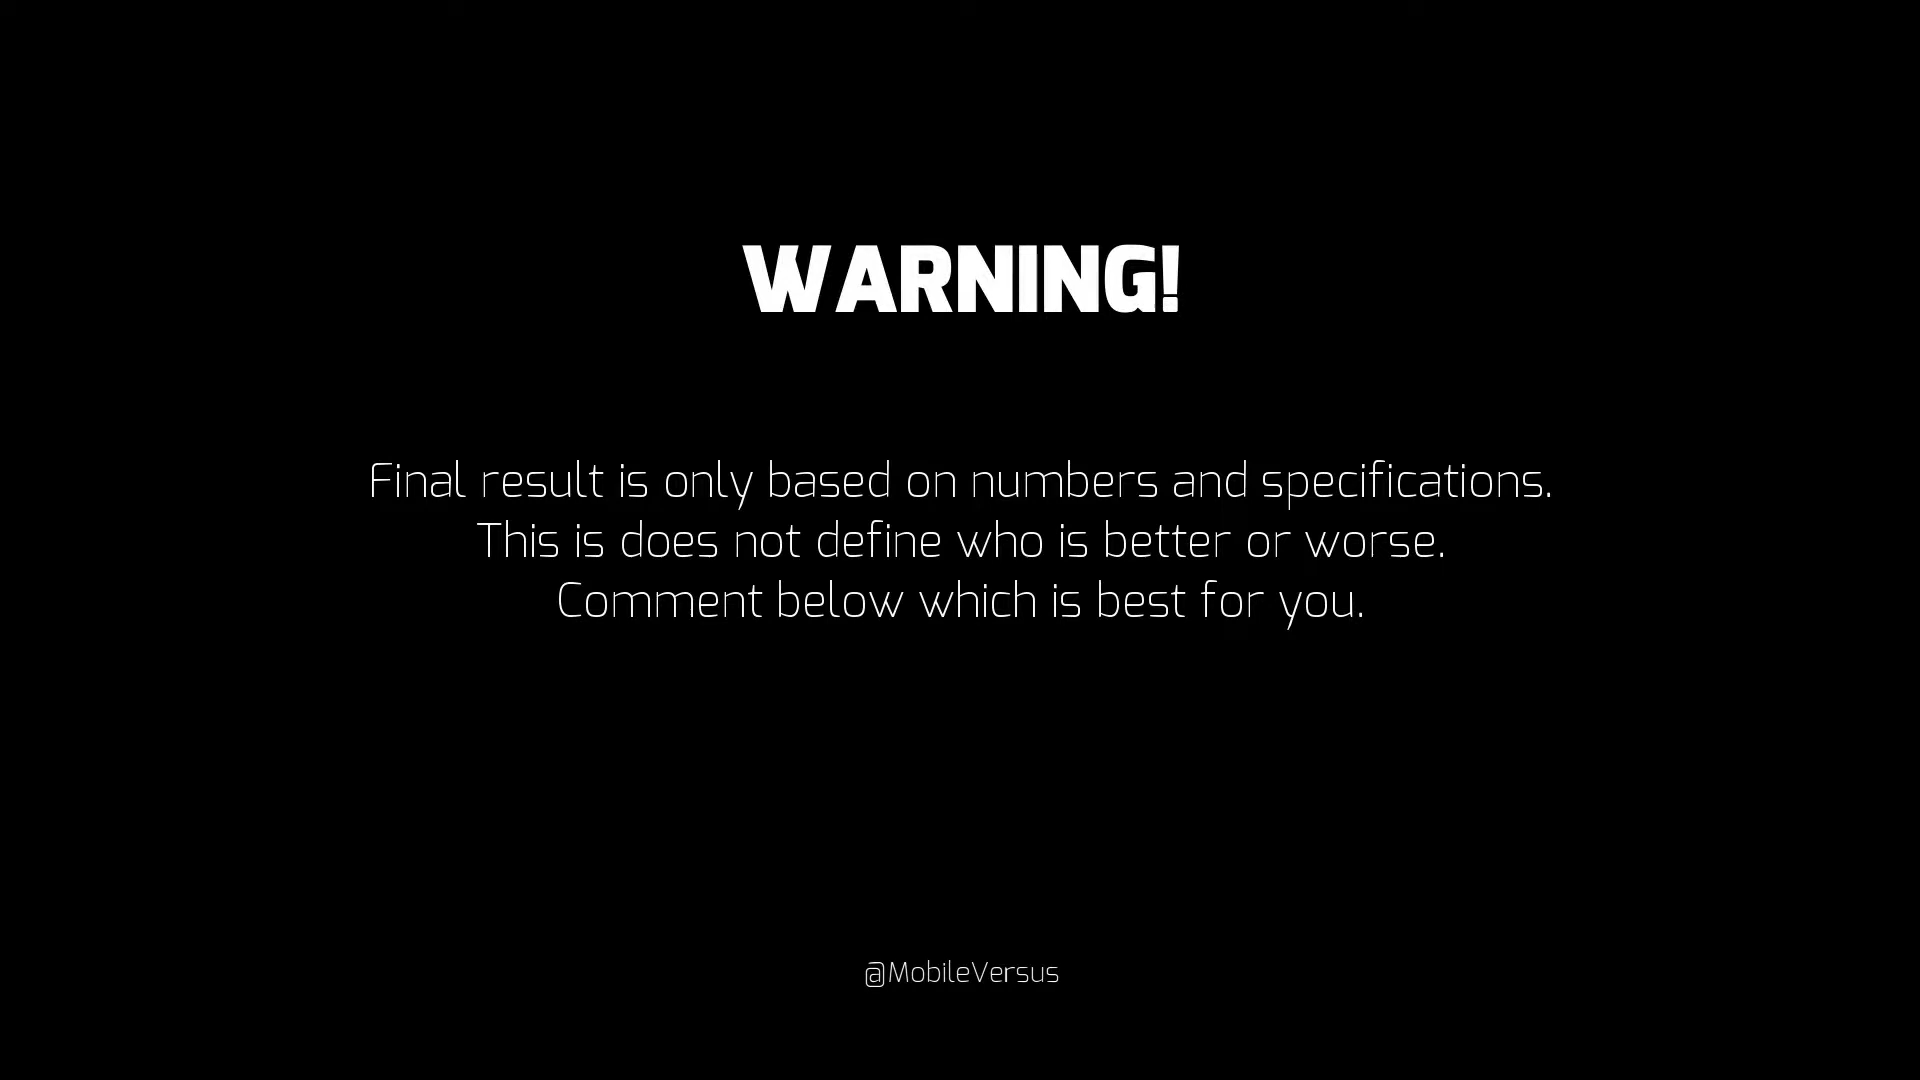 WARNING!
Final result is only based on numbers and specifications.
This is does not define who is better or worse.
Comment below which is best for you.
@MobileVersus